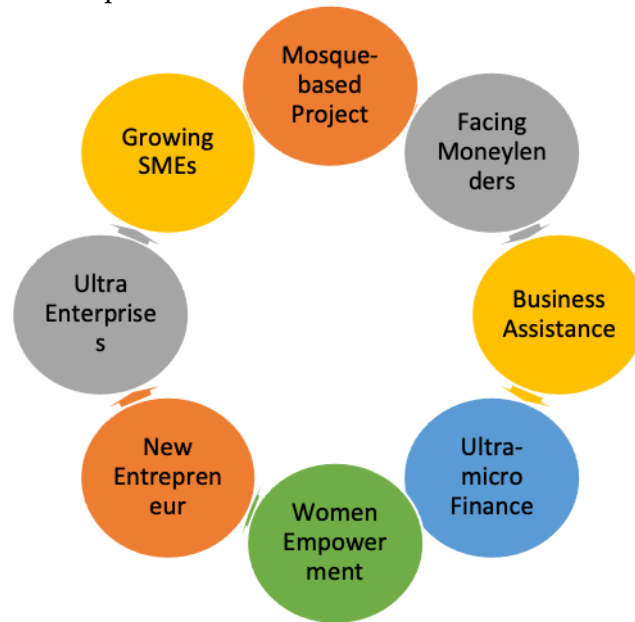 Mosque-
based
Project
Facing
Moneylen
ders
Business
Assistance
Ultra-
micro
Finance
Women
Empower
ment
New
Entrepren
eur
Ultra
Enterprise
s
Growing
SMEs